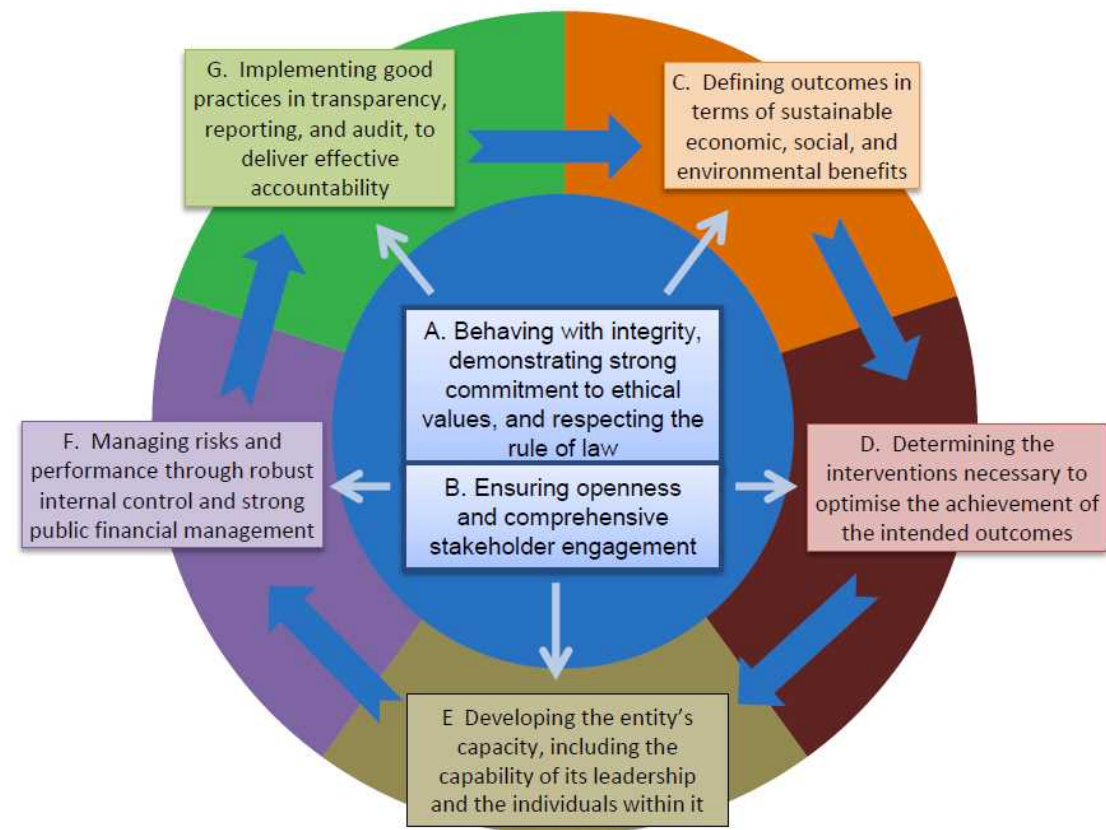 G. Implementing good
practices in transparency,
reporting, and audit, to
deliver effective
accountability
C. Defining outcomes in
terms of sustainable
economic, social, and
environmental benefits
A. Behaving with integrity,
demonstrating strong
commitment to ethical
values, and respecting the
rule of law
F. Managing risks and
performance through robust
internal control and strong
public financial management
B. Ensuring openness
and comprehensive
stakeholder engagement
D. Determining the
interventions necessary to
optimise the achievement of
the intended outcomes
E Developing the entity’s
capacity, including the
capability of its leadership
and the individuals within it